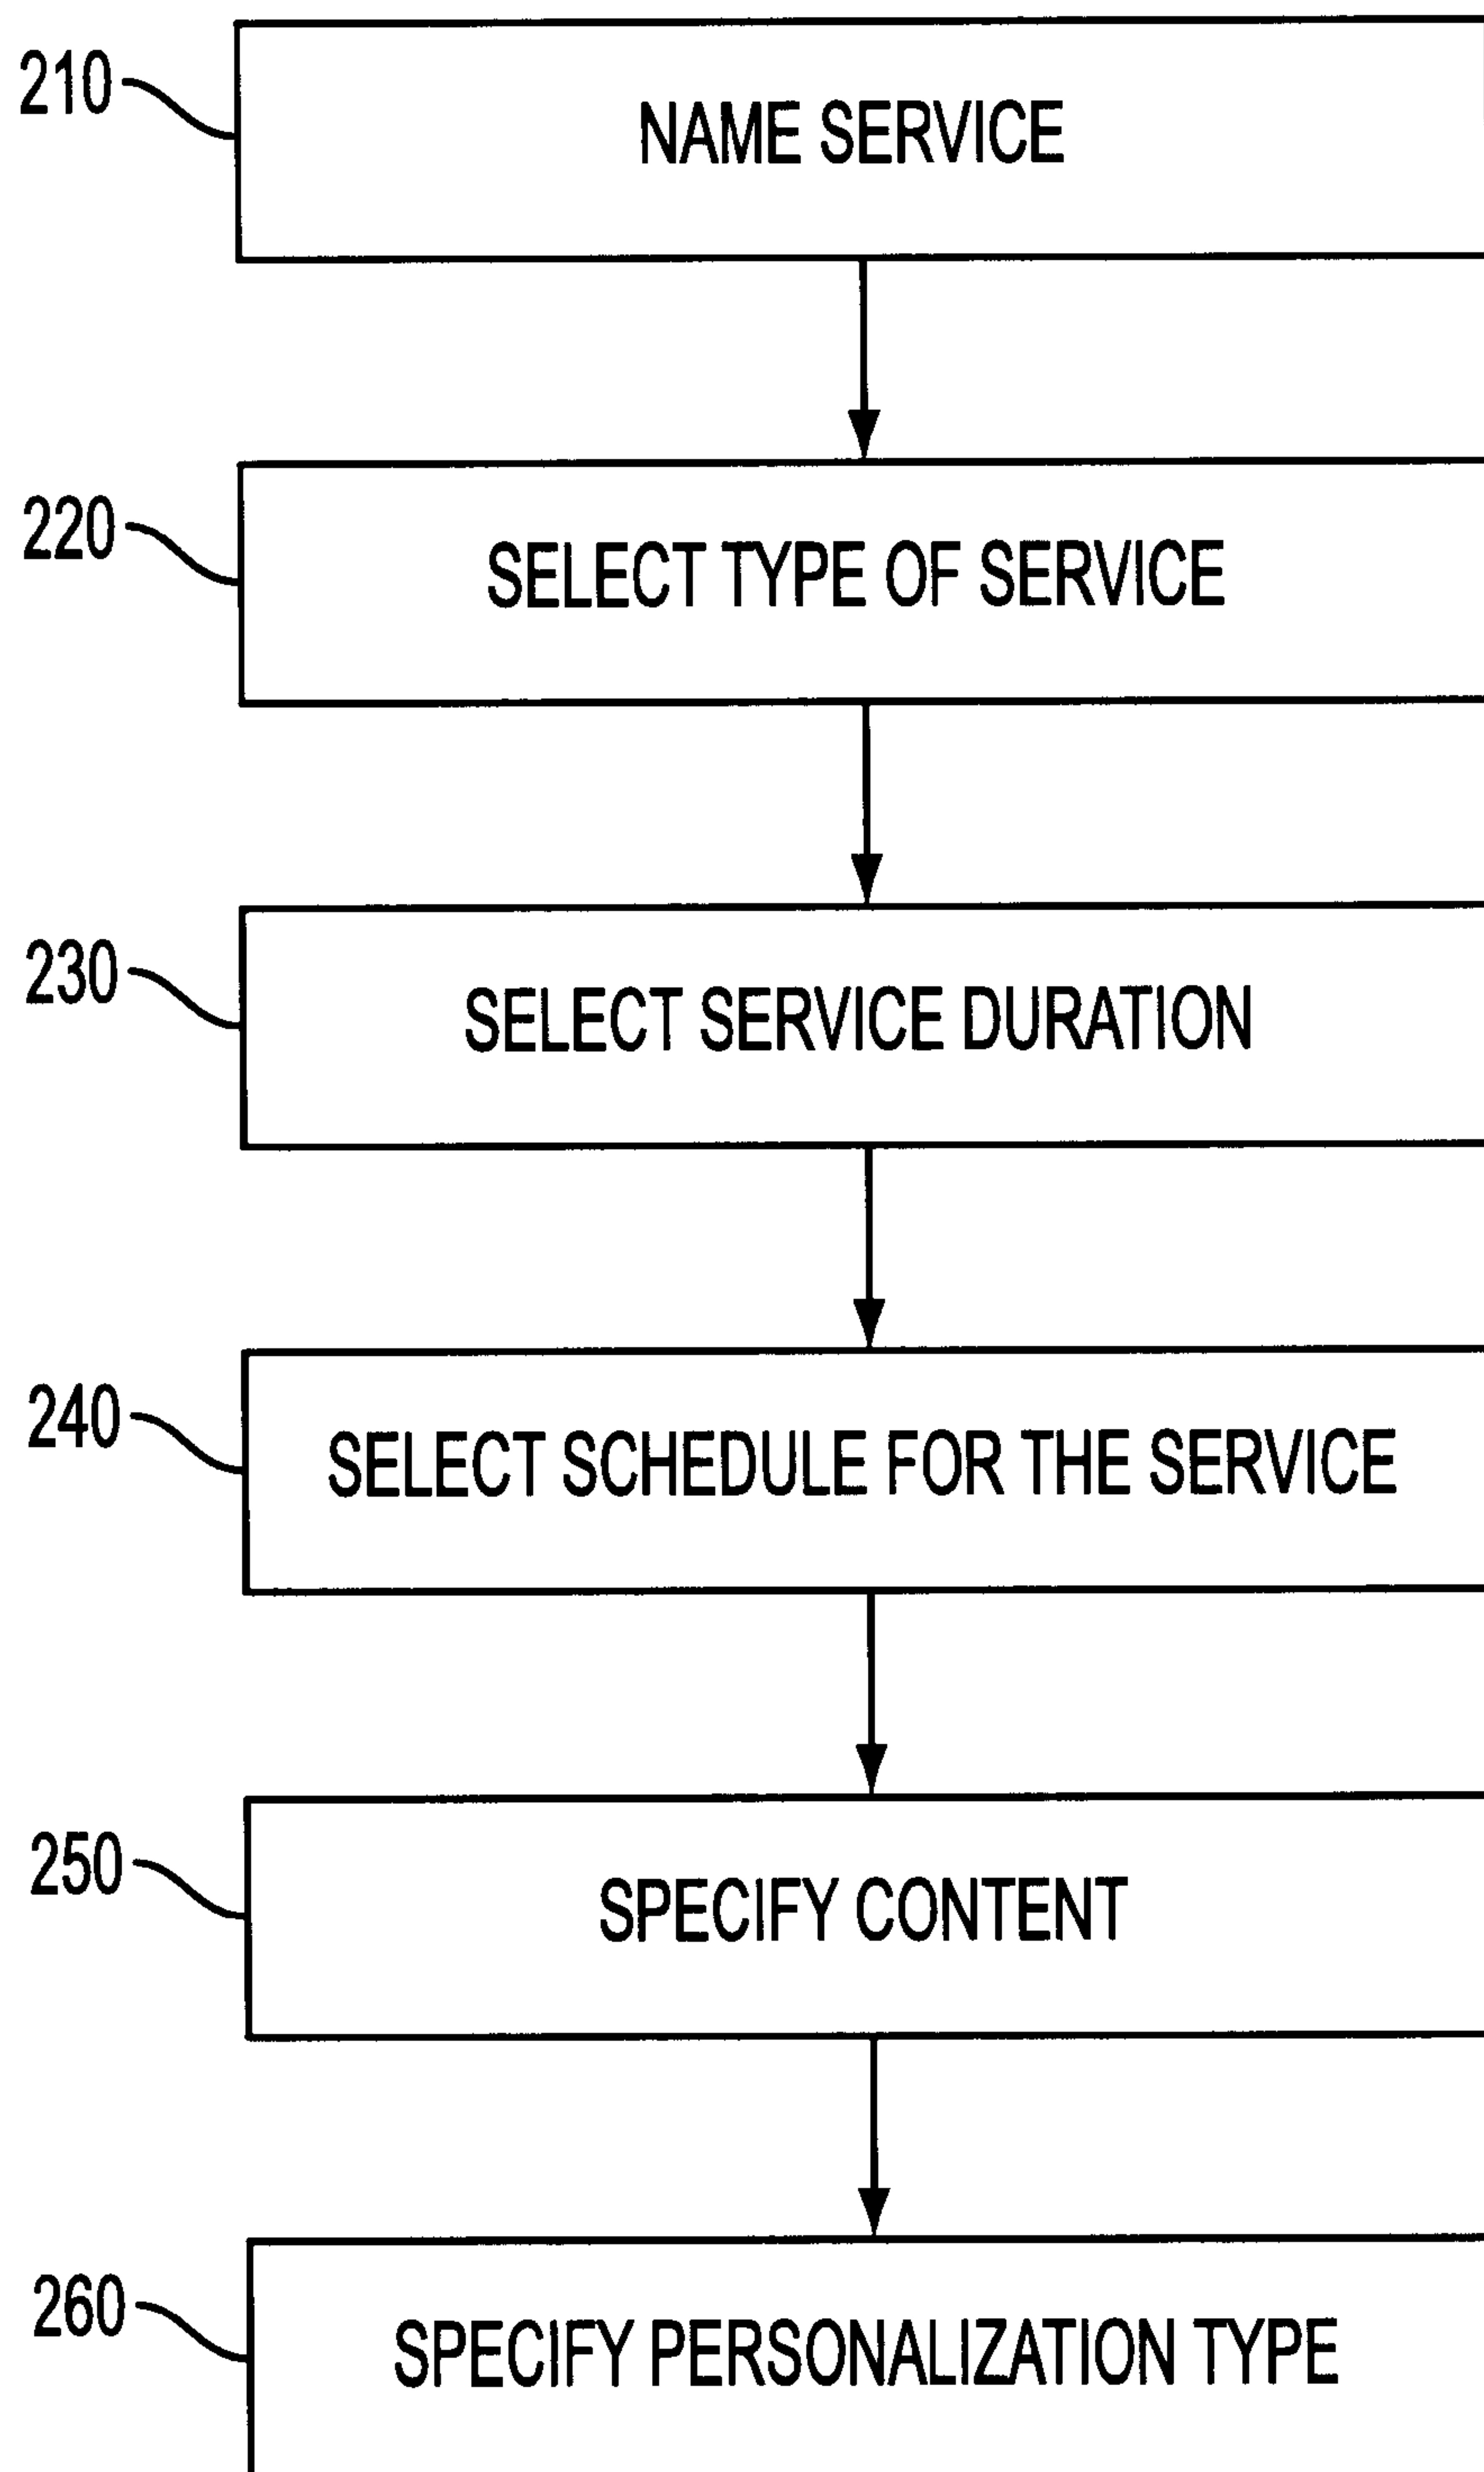 210
NAME SERVICE
220
SELECT TYPE OF SERVICE
230
SELECT SERVICE DURATION
240
SELECT SCHEDULE FOR THE SERVICE
250
SPECIFY CONTENT
260
SPECIFY PERSONALIZATION TYPE